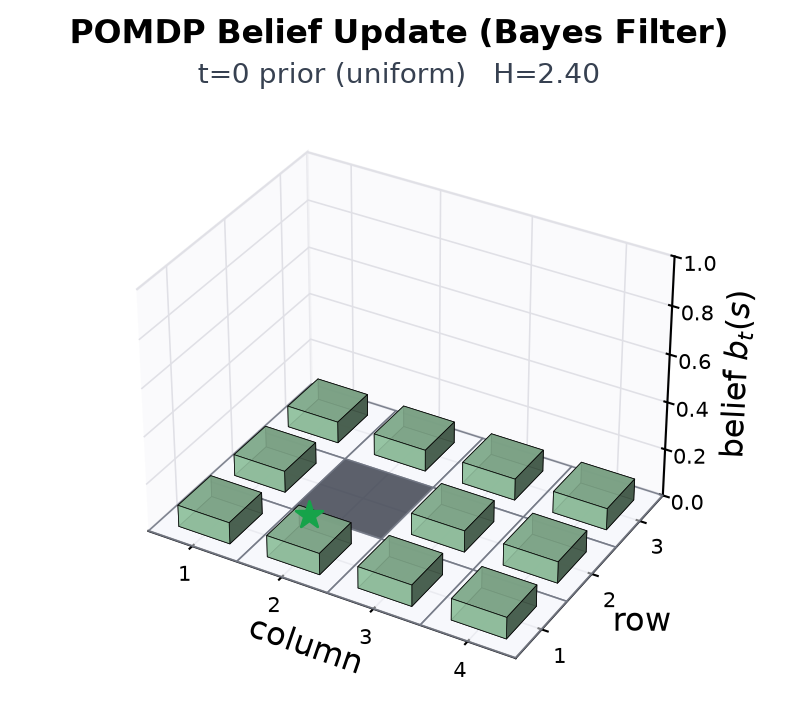 POMDP Belief Update (Bayes Filter)
t=0 prior (uniform) H=2.40
1.0
0.8
0.6
0.4
0.2
0.0
belief b_t(s)
1
2
3
4
column
1
2
3
row